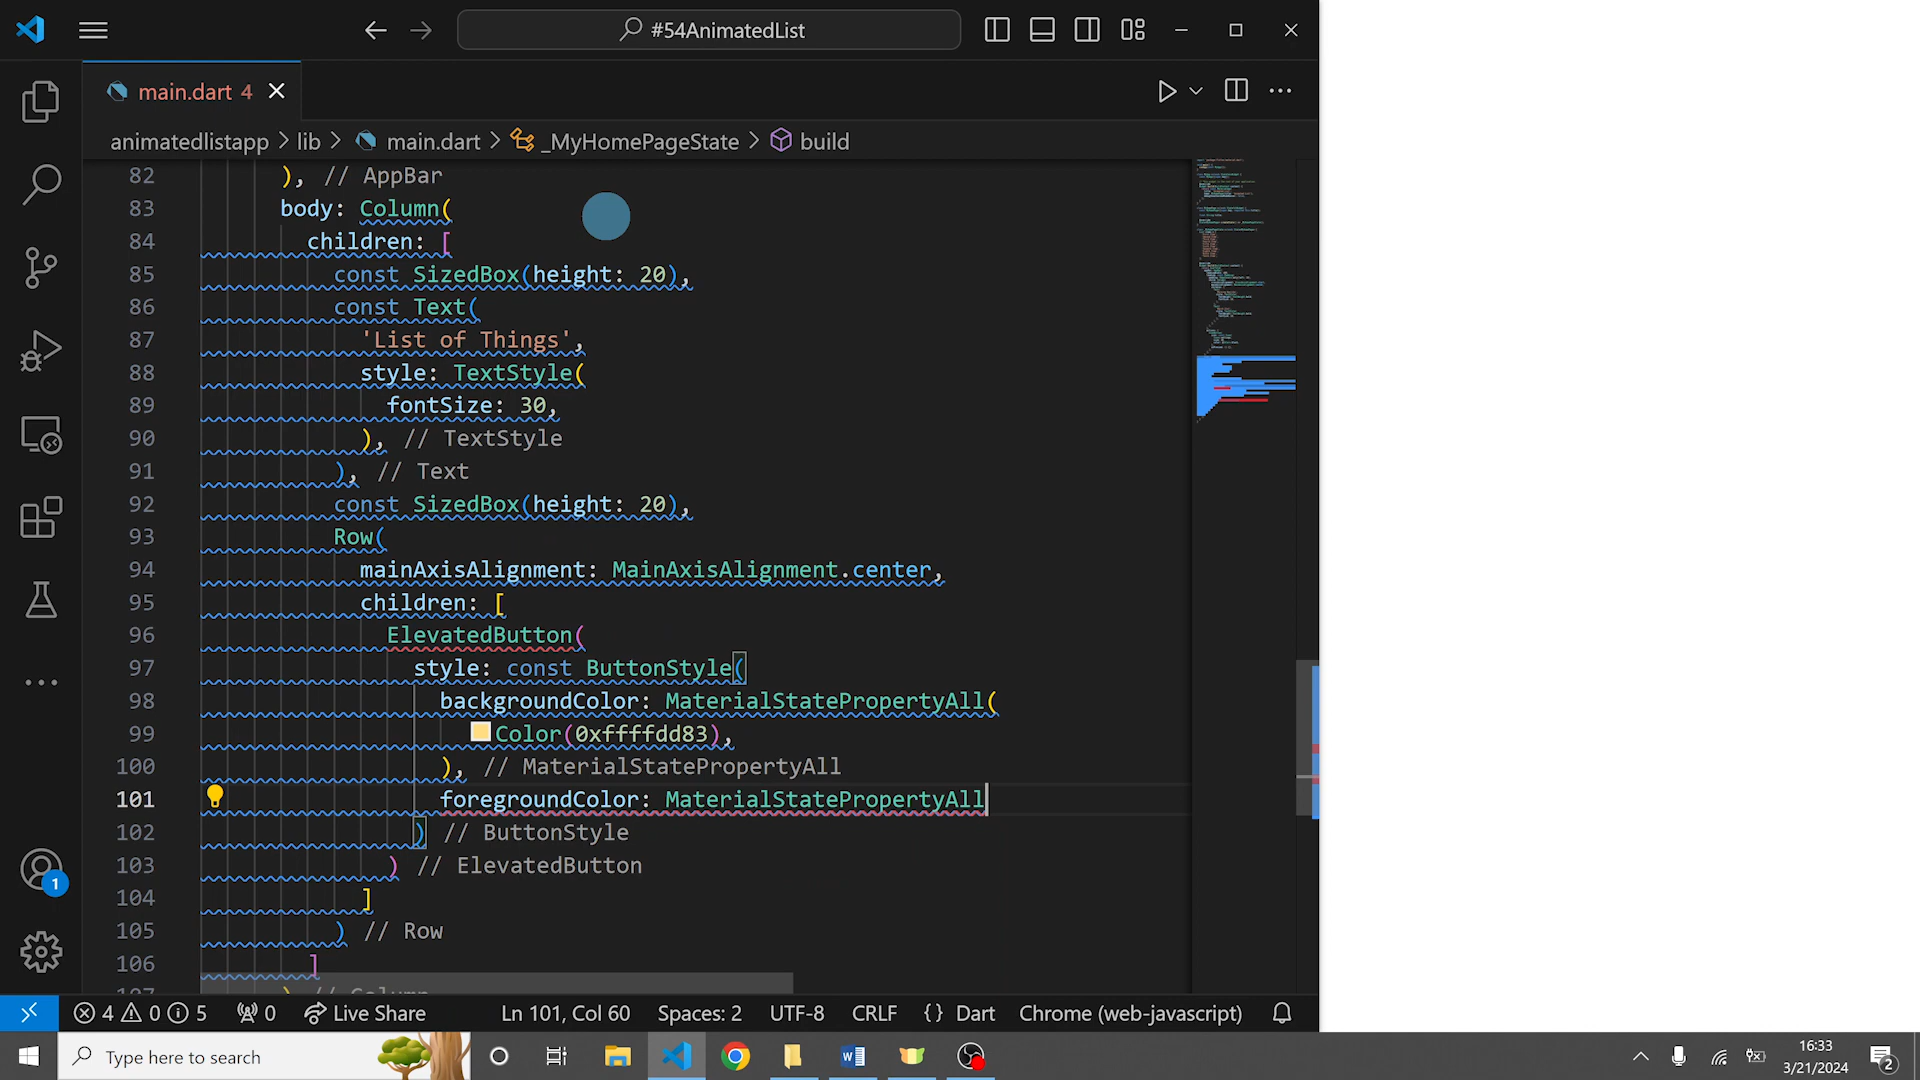 #54AnimatedList
main.dart 4
animatedlistapp > lib > main.dart > _MyHomePageState > build
82 ), // AppBar
83 body: Column(
84 children: [
85 const SizedBox(height: 20),
86 const Text(
87 'List of Things',
88 style: TextStyle(
89 fontSize: 30,
90 ), // TextStyle
91 ), // Text
92 const SizedBox(height: 20),
93 Row(
94 mainAxisAlignment: MainAxisAlignment.center,
95 children: [
96 ElevatedButton(
97 style: const ButtonStyle(
98 backgroundColor: MaterialStatePropertyAll(
99 Color(0xffffdd83),
100 ), // MaterialStatePropertyAll
101 foregroundColor: MaterialStatePropertyAll
102 ) // ButtonStyle
103 ) // ElevatedButton
104 ]
105 ) // Row
106 ]
107 ) // Column
1
4 0 5 0 Live Share Ln 101, Col 60 Spaces: 2 UTF-8 CRLF {} Dart Chrome (web-javascript)
Type here to search
16:33
3/21/2024
2